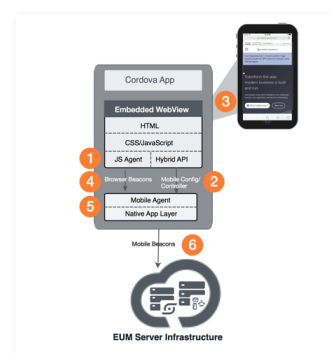 Cordova App
Embedded WebView
HTML
CSS/JavaScript
JS Agent
Hybrid API
1
2
3
4
Browser Beacons
Mobile Config/
Controller
5
Mobile Agent
Native App Layer
Mobile Beacons
6
EUM Server Infrastructure